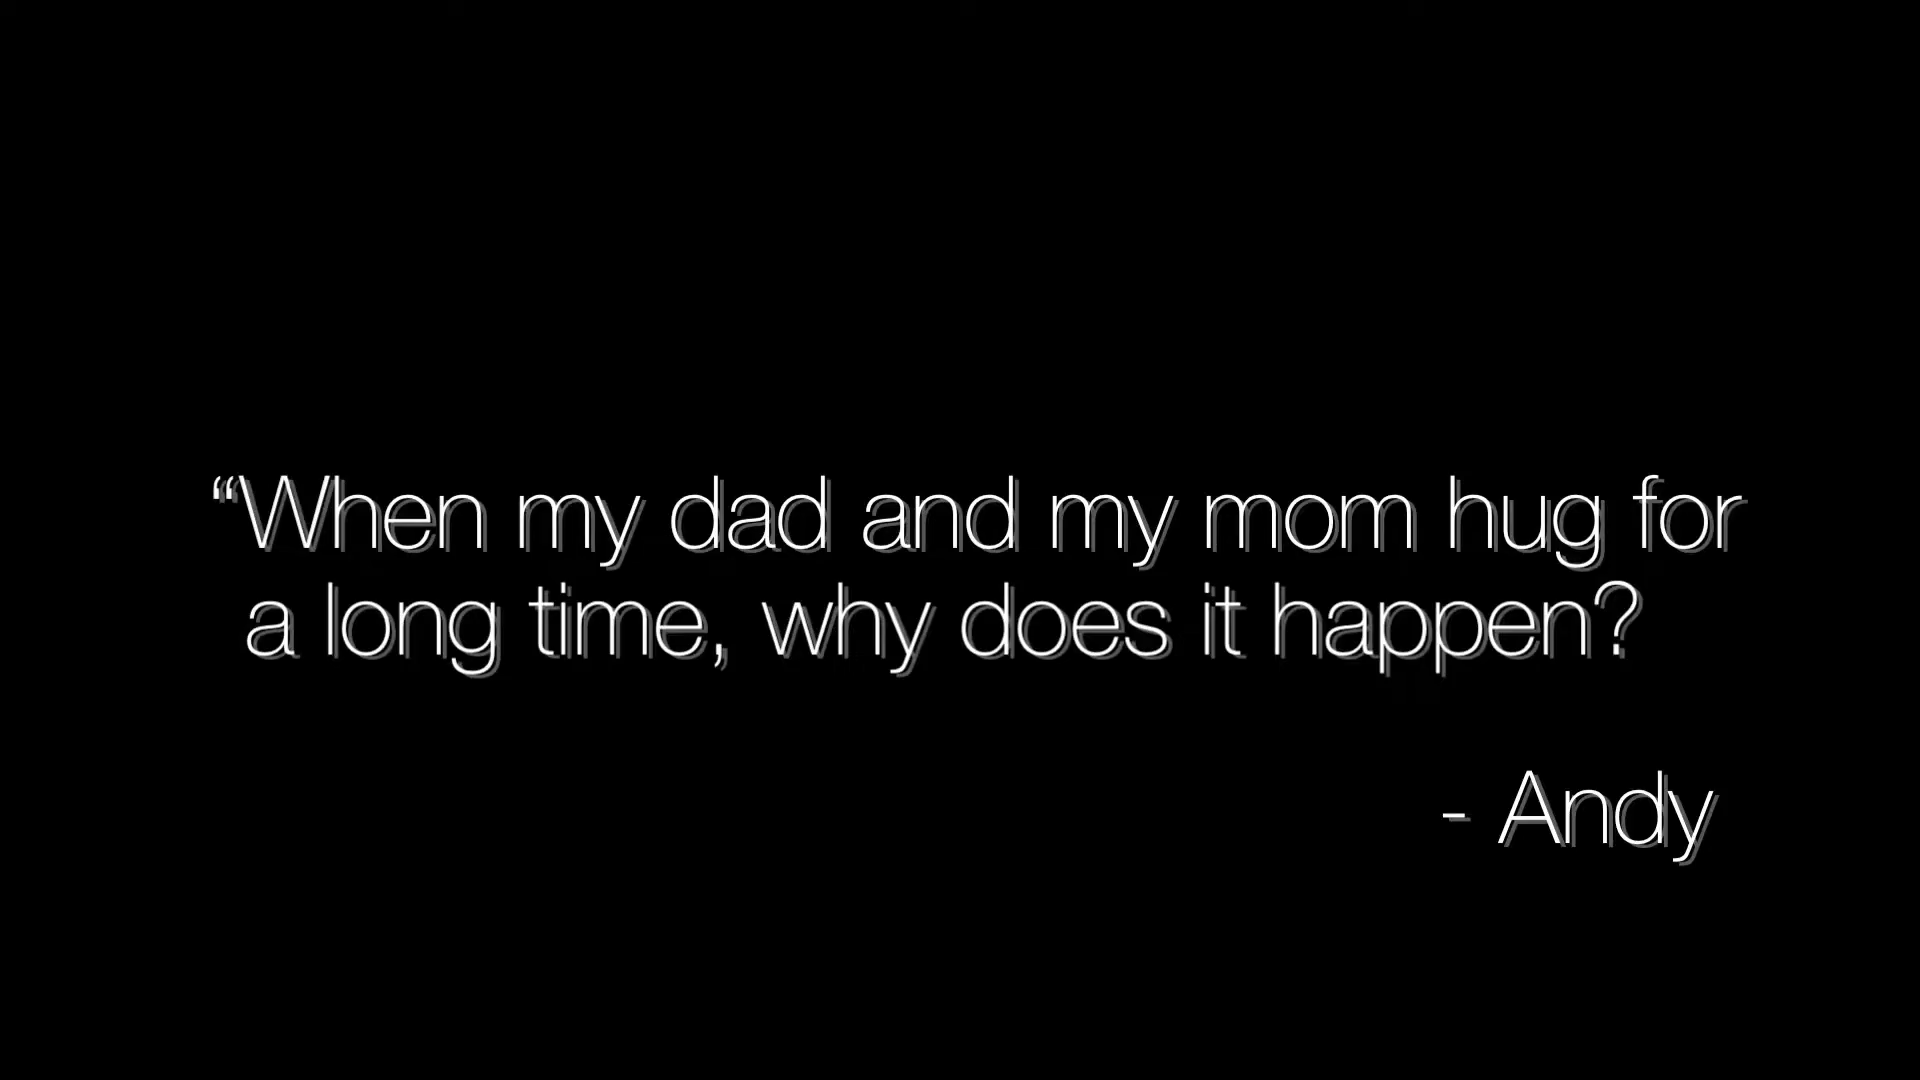 “When my dad and my mom hug for
a long time, why does it happen?
- Andy